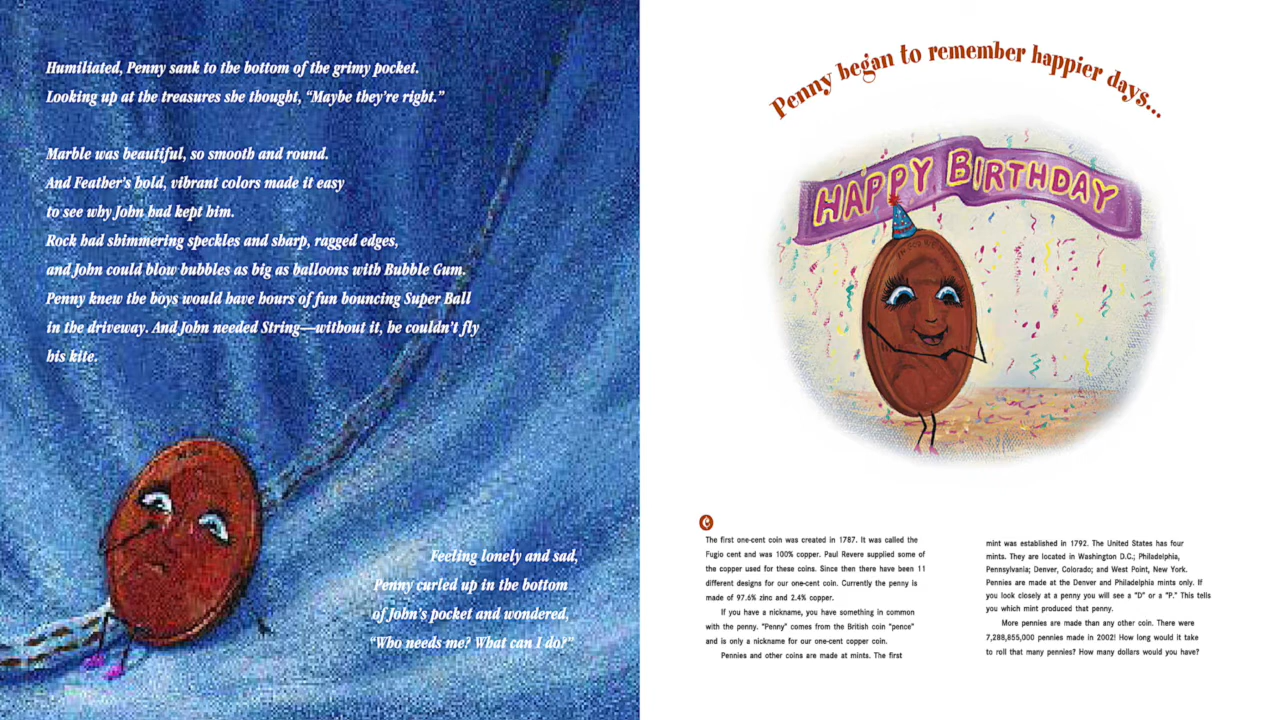 Humiliated, Penny sank to the bottom of the grimy pocket.
Looking up at the treasures she thought, “Maybe they’re right.”
Marble was beautiful, so smooth and round.
And Feather’s bold, vibrant colors made it easy
to see why John had kept him.
Rock had shimmering speckles and sharp, ragged edges,
and John could blow bubbles as big as balloons with Bubble Gum.
Penny knew the boys would have hours of fun bouncing Super Ball
in the driveway. And John needed String—without it, he couldn’t fly
his kite.
Feeling lonely and sad,
Penny curled up in the bottom
of John’s pocket and wondered,
“Who needs me? What can I do?”
Penny began to remember happier days...
HAPPY BIRTHDAY
¢
The first one-cent coin was created in 1787. It was called the
Fugio cent and was 100% copper. Paul Revere supplied some of
the copper used for these coins. Since then there have been 11
different designs for our one-cent coin. Currently the penny is
made of 97.6% zinc and 2.4% copper.
If you have a nickname, you have something in common
with the penny. “Penny” comes from the British coin “pence”
and is only a nickname for our one-cent copper coin.
Pennies and other coins are made at mints. The first
mint was established in 1792. The United States has four
mints. They are located in Washington D.C.; Philadelphia,
Pennsylvania; Denver, Colorado; and West Point, New York.
Pennies are made at the Denver and Philadelphia mints only. If
you look closely at a penny you will see a “D” or a “P.” This tells
you which mint produced that penny.
More pennies are made than any other coin. There were
7,288,855,000 pennies made in 2002! How long would it take
to roll that many pennies? How many dollars would you have?